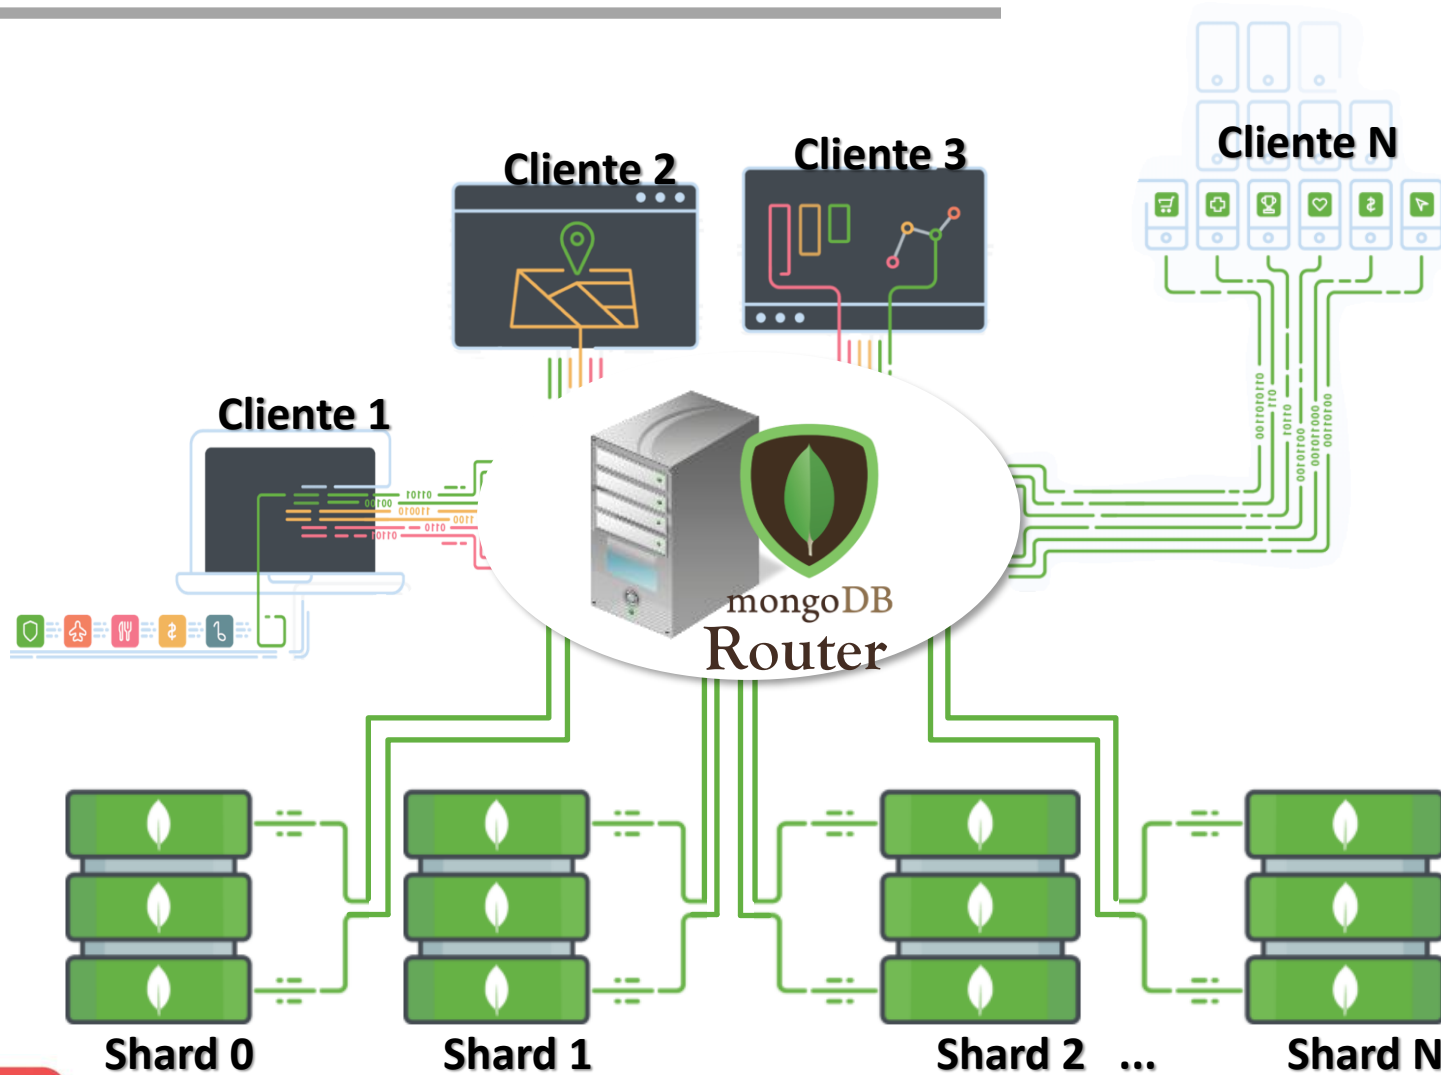 Cliente N
Cliente 3
Cliente 2
Cliente 1
mongoDB
Router
Shard 0
Shard 1
Shard 2
...
Shard N